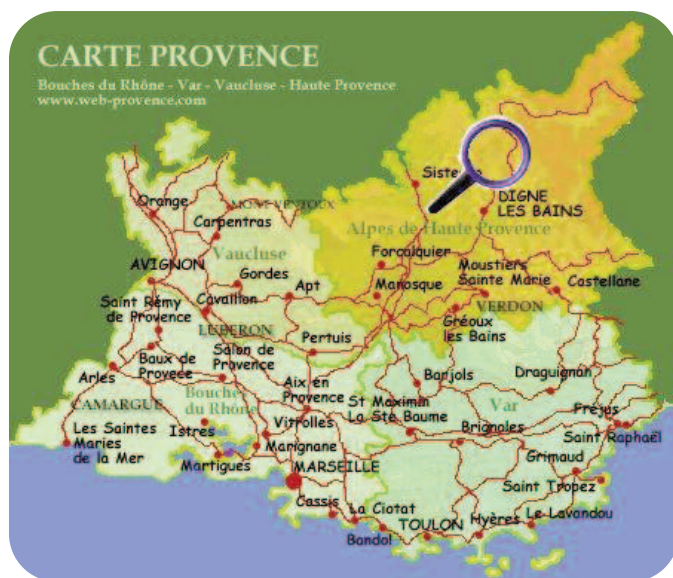 CARTE PROVENCE
Bouches du Rhône - Var - Vaucluse - Haute Provence
www.web-provence.com
Orange
MONT VENTOUX
Carpentras
Vaucluse
DIGNE
LES BAINS
Alpes de Haute Provence
Forcalquier
AVIGNON
Gordes
Apt
Manosque
Moustiers
Sainte Marie
Castellane
Saint Rémy
de Provence
Cavaillon
VERDON
LUBERON
Pertuis
Gréoux
les Bains
Baux de
Salon de
Provence
Arles
Aix en
Provence
Barjols
Draguignan
CAMARGUE
Bouches
du Rhône
St Maximin
La Ste Baume
Var
Fréjus
Les Saintes
Maries
de la Mer
Istres
Vitrolles
Brignoles
Saint Raphaël
Marignane
Martigues
MARSEILLE
Grimaud
Saint Tropez
Cassis
La Ciotat
Bandol
TOULON
Hyères
Le Lavandou